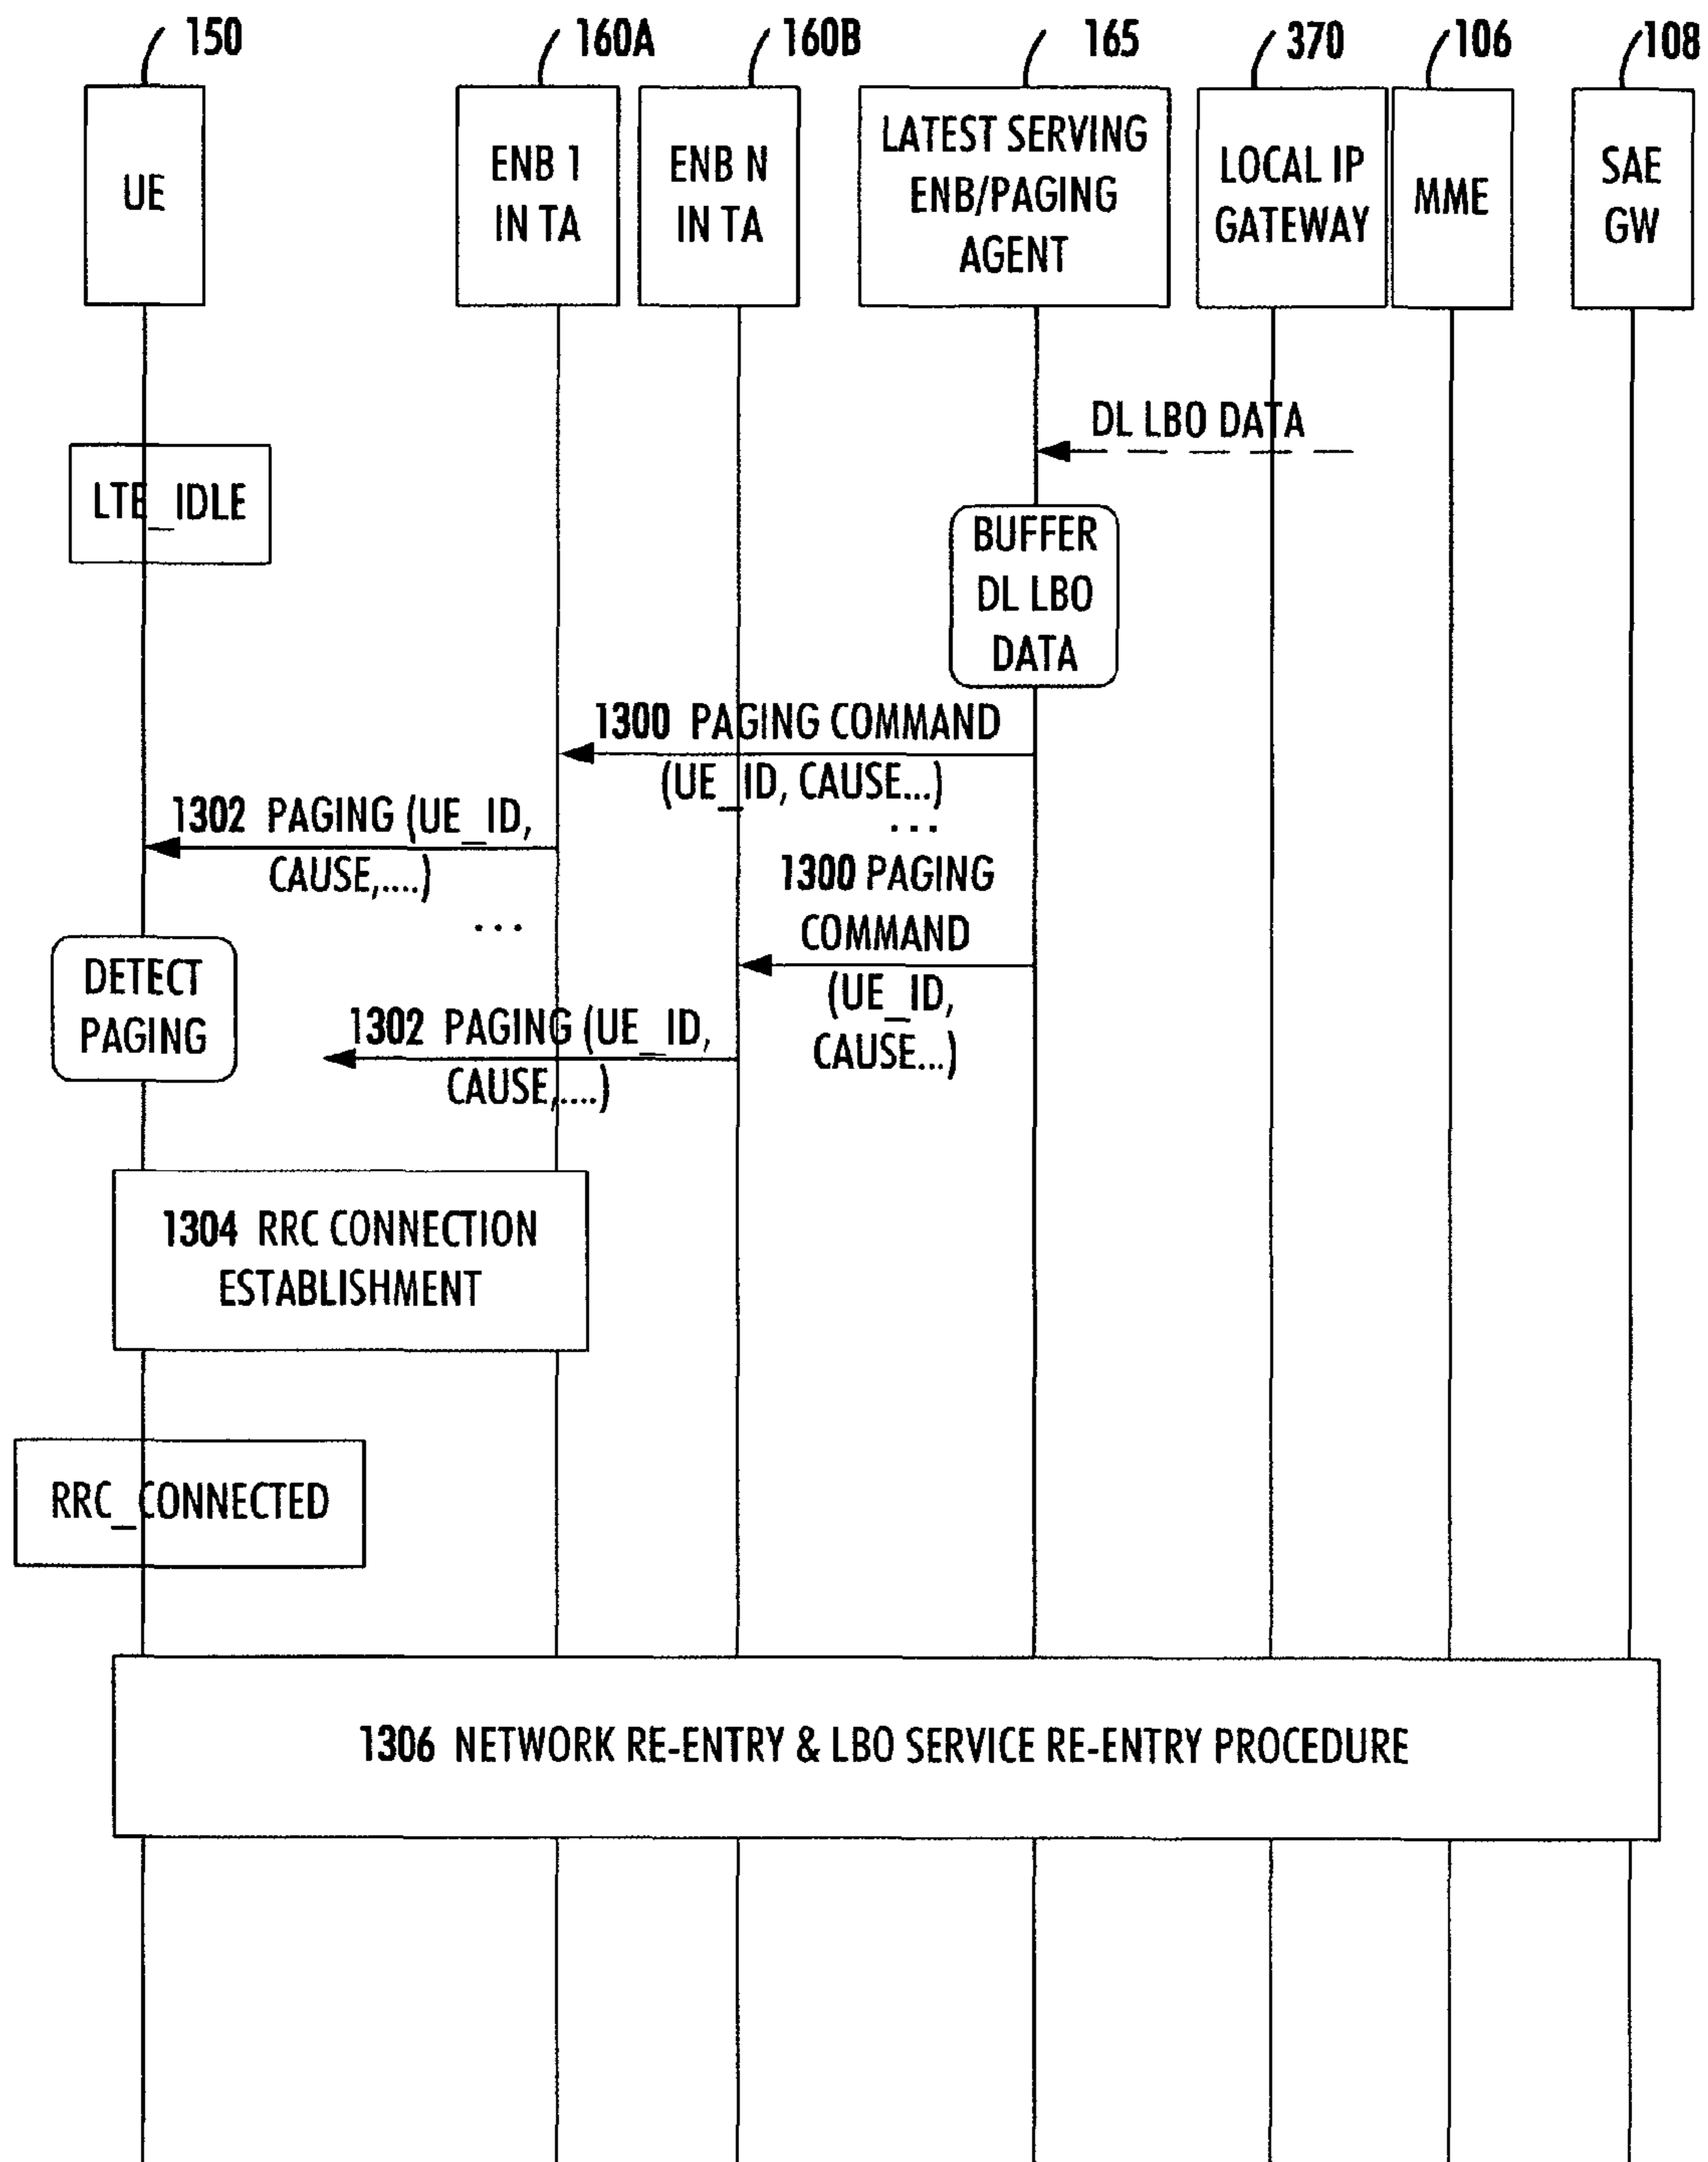 150
160A
160B
165
370
106
108
UE
ENB 1
IN TA
ENB N
IN TA
LATEST SERVING
ENB/PAGING
AGENT
LOCAL IP
GATEWAY
MME
SAE
GW
DL LBO DATA
LTE_IDLE
BUFFER
DL LBO
DATA
1300 PAGING COMMAND
(UE_ID, CAUSE...)
...
1302 PAGING (UE_ID,
CAUSE,....)
...
1300 PAGING
COMMAND
(UE_ID,
CAUSE...)
DETECT
PAGING
1302 PAGING (UE_ID,
CAUSE,....)
1304 RRC CONNECTION
ESTABLISHMENT
RRC_CONNECTED
1306 NETWORK RE-ENTRY & LBO SERVICE RE-ENTRY PROCEDURE